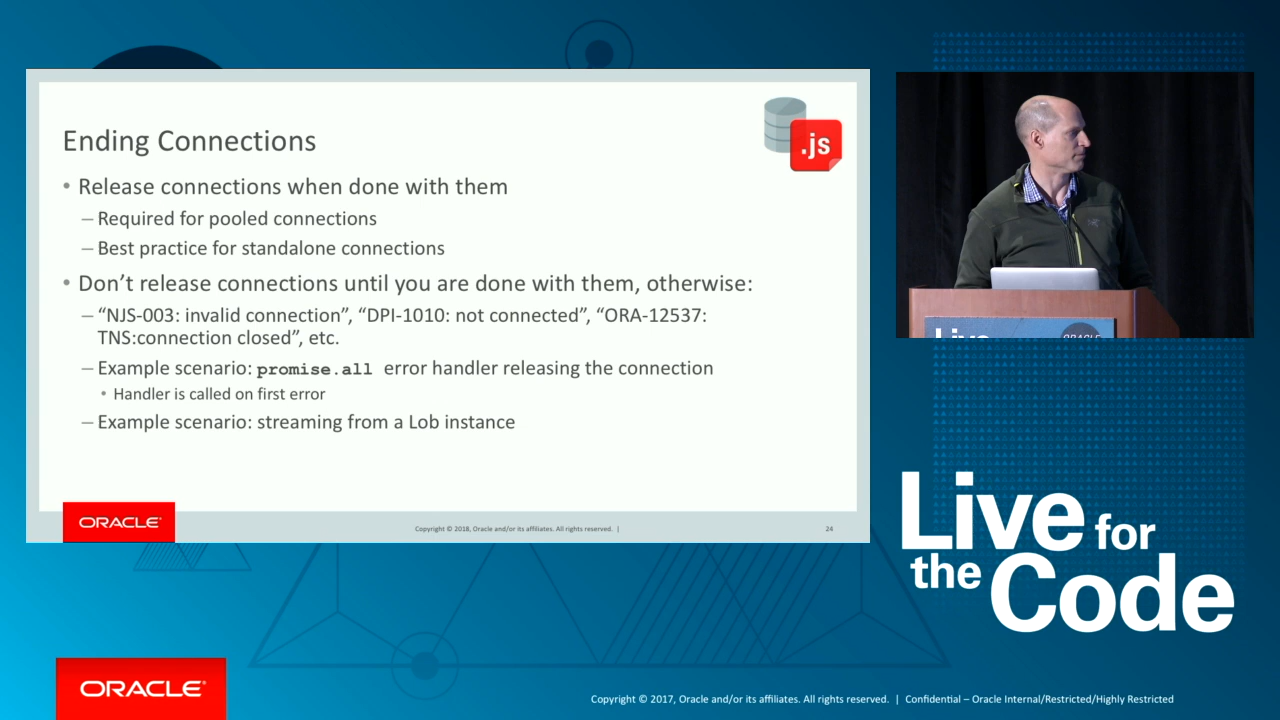 Ending Connections
.js
• Release connections when done with them
– Required for pooled connections
– Best practice for standalone connections
• Don’t release connections until you are done with them, otherwise:
– “NJS-003: invalid connection”, “DPI-1010: not connected”, “ORA-12537:
TNS:connection closed”, etc.
– Example scenario: promise.all error handler releasing the connection
• Handler is called on first error
– Example scenario: streaming from a Lob instance
ORACLE
Copyright © 2018, Oracle and/or its affiliates. All rights reserved. |
24
Live
ORACLE
Live for
the Code
ORACLE
Copyright © 2017, Oracle and/or its affiliates. All rights reserved. | Confidential – Oracle Internal/Restricted/Highly Restricted